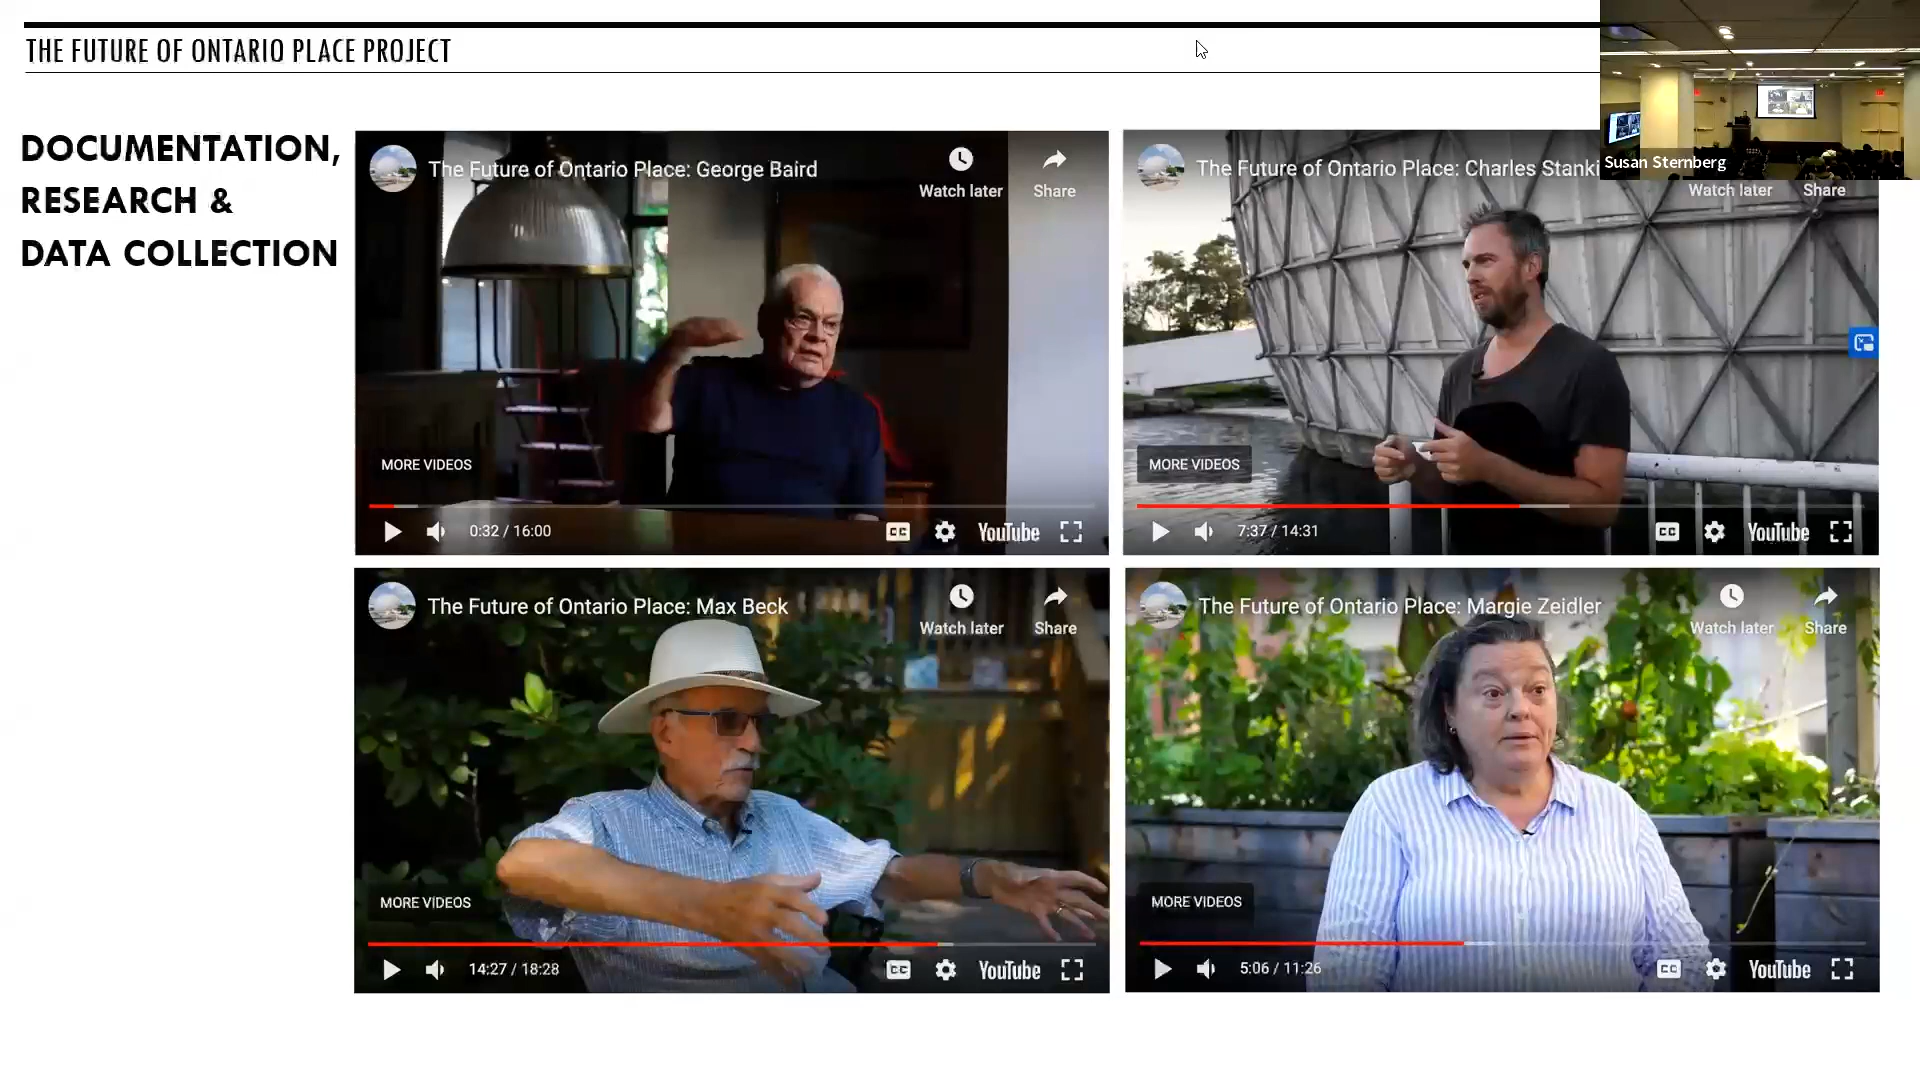 THE FUTURE OF ONTARIO PLACE PROJECT
Susan Sternberg
DOCUMENTATION,
RESEARCH &
DATA COLLECTION
The Future of Ontario Place: George Baird
Watch later
Share
MORE VIDEOS
0:32 / 16:00
CC
YouTube
The Future of Ontario Place: Charles Stanki
Watch later
Share
MORE VIDEOS
7:37 / 14:31
CC
YouTube
The Future of Ontario Place: Max Beck
Watch later
Share
MORE VIDEOS
14:27 / 18:28
CC
YouTube
The Future of Ontario Place: Margie Zeidler
Watch later
Share
MORE VIDEOS
5:06 / 11:26
CC
YouTube